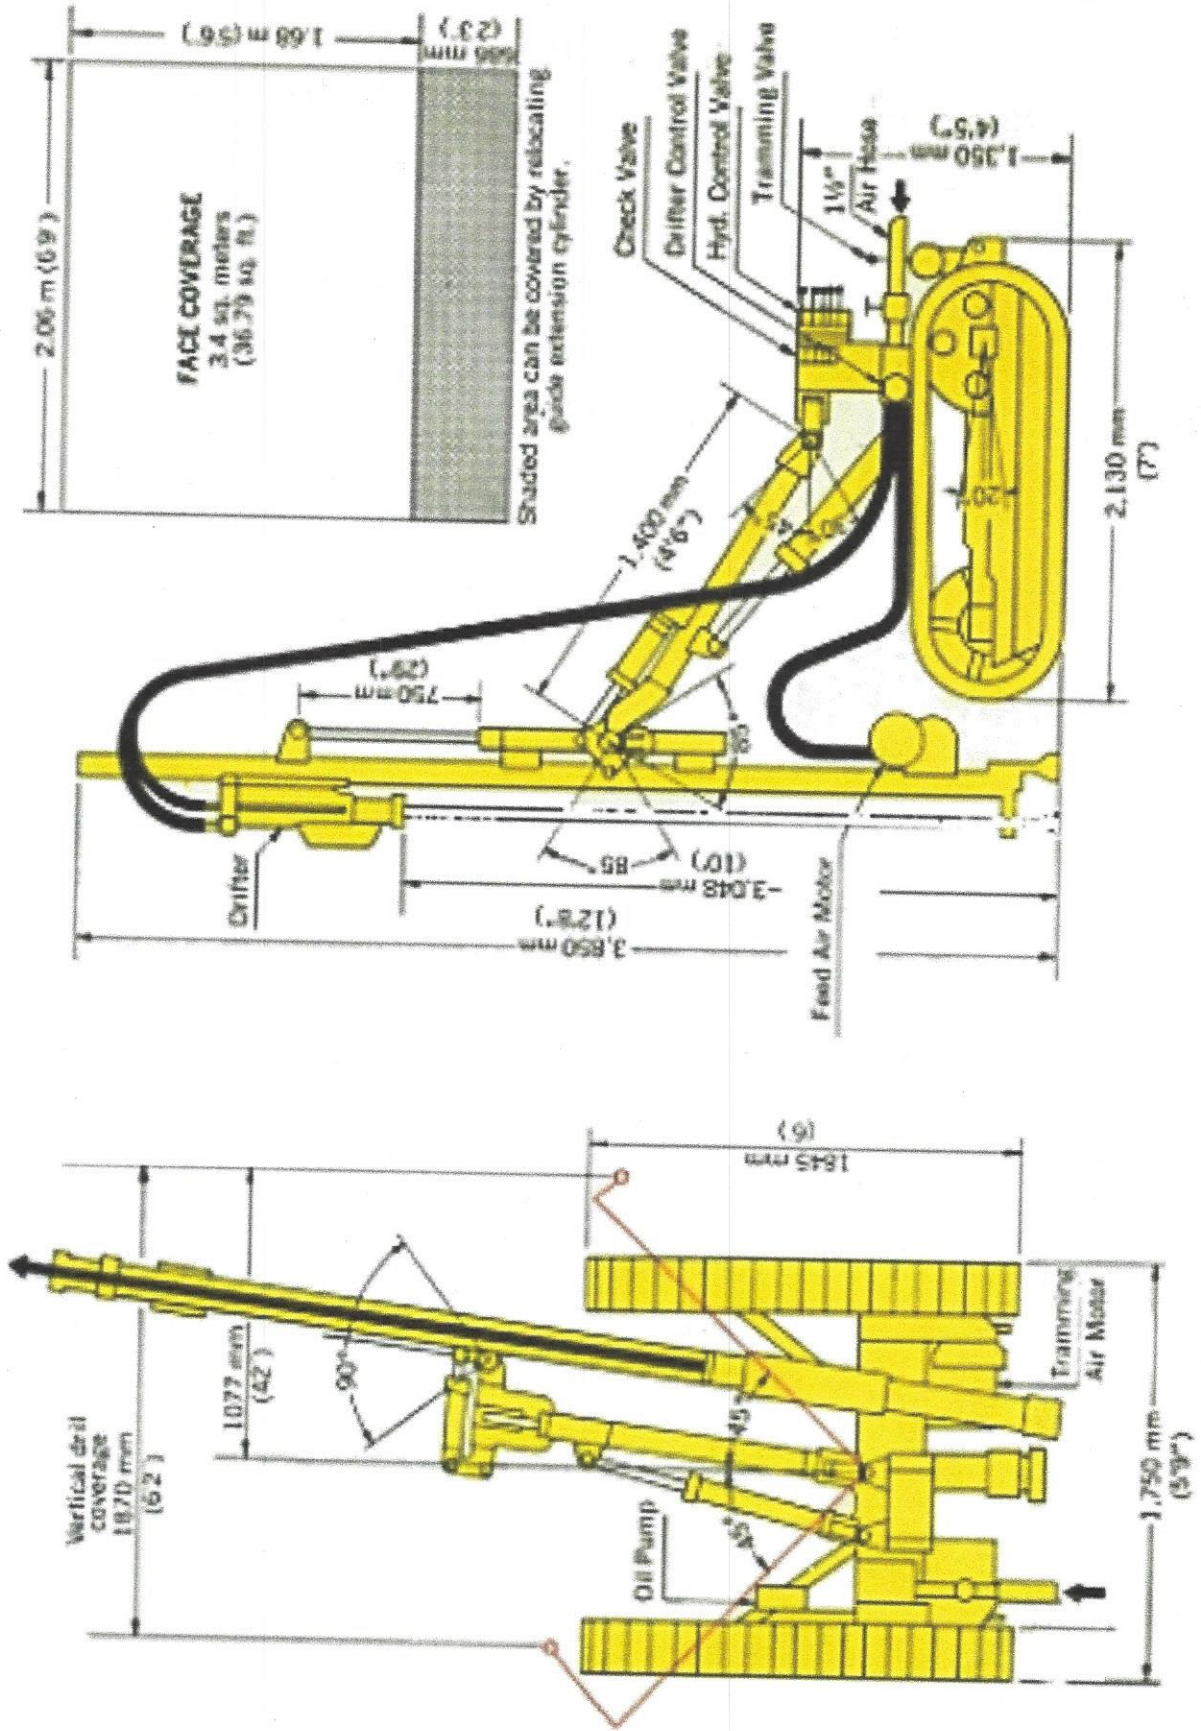 2.06 m (6'9')
1.68 m (5'6")
686 mm
(23")
FACE COVERAGE
3.4 sq. meters
(36.79 sq. ft.)
Shaded area can be covered by relocating
guide extension cylinder.
Check Valve
Drifter Control Valve
Hyd. Control Valve
Tramming Valve
1½"
Air Hose
1,350 mm
(4'5")
1,400 mm
(4'6")
45°
20°
2,130 mm
(7')
750 mm
(29")
Drifter
85°
3,048 mm
(10')
3,850 mm
(12'8")
Feed Air Motor
Vertical drill
coverage
1870 mm
(6 2')
1077 mm
(42')
90°
1845 mm
(6')
45°
45°
Oil Pump
Tramming
Air Motor
1,750 mm
(5'9")